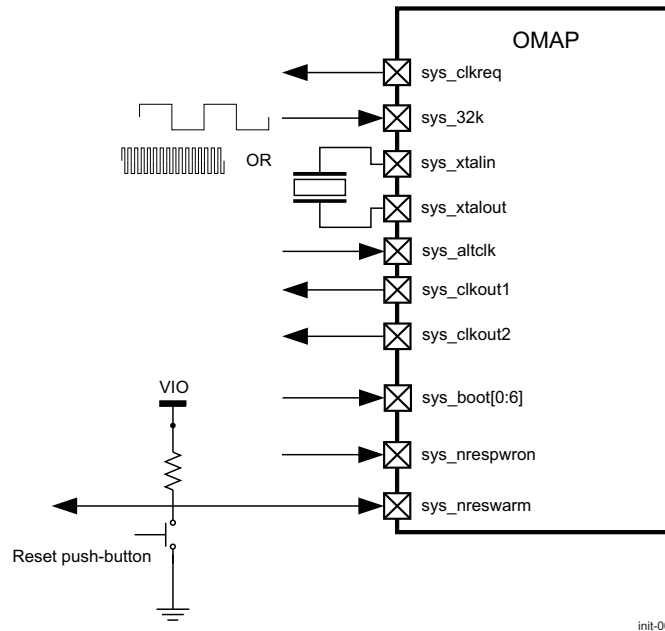 OMAP
sys_clkreq
sys_32k
OR
sys_xtalin
sys_xtalout
sys_altclk
sys_clkout1
sys_clkout2
VIO
sys_boot[0:6]
sys_nrespwron
sys_nreswarm
Reset push-button